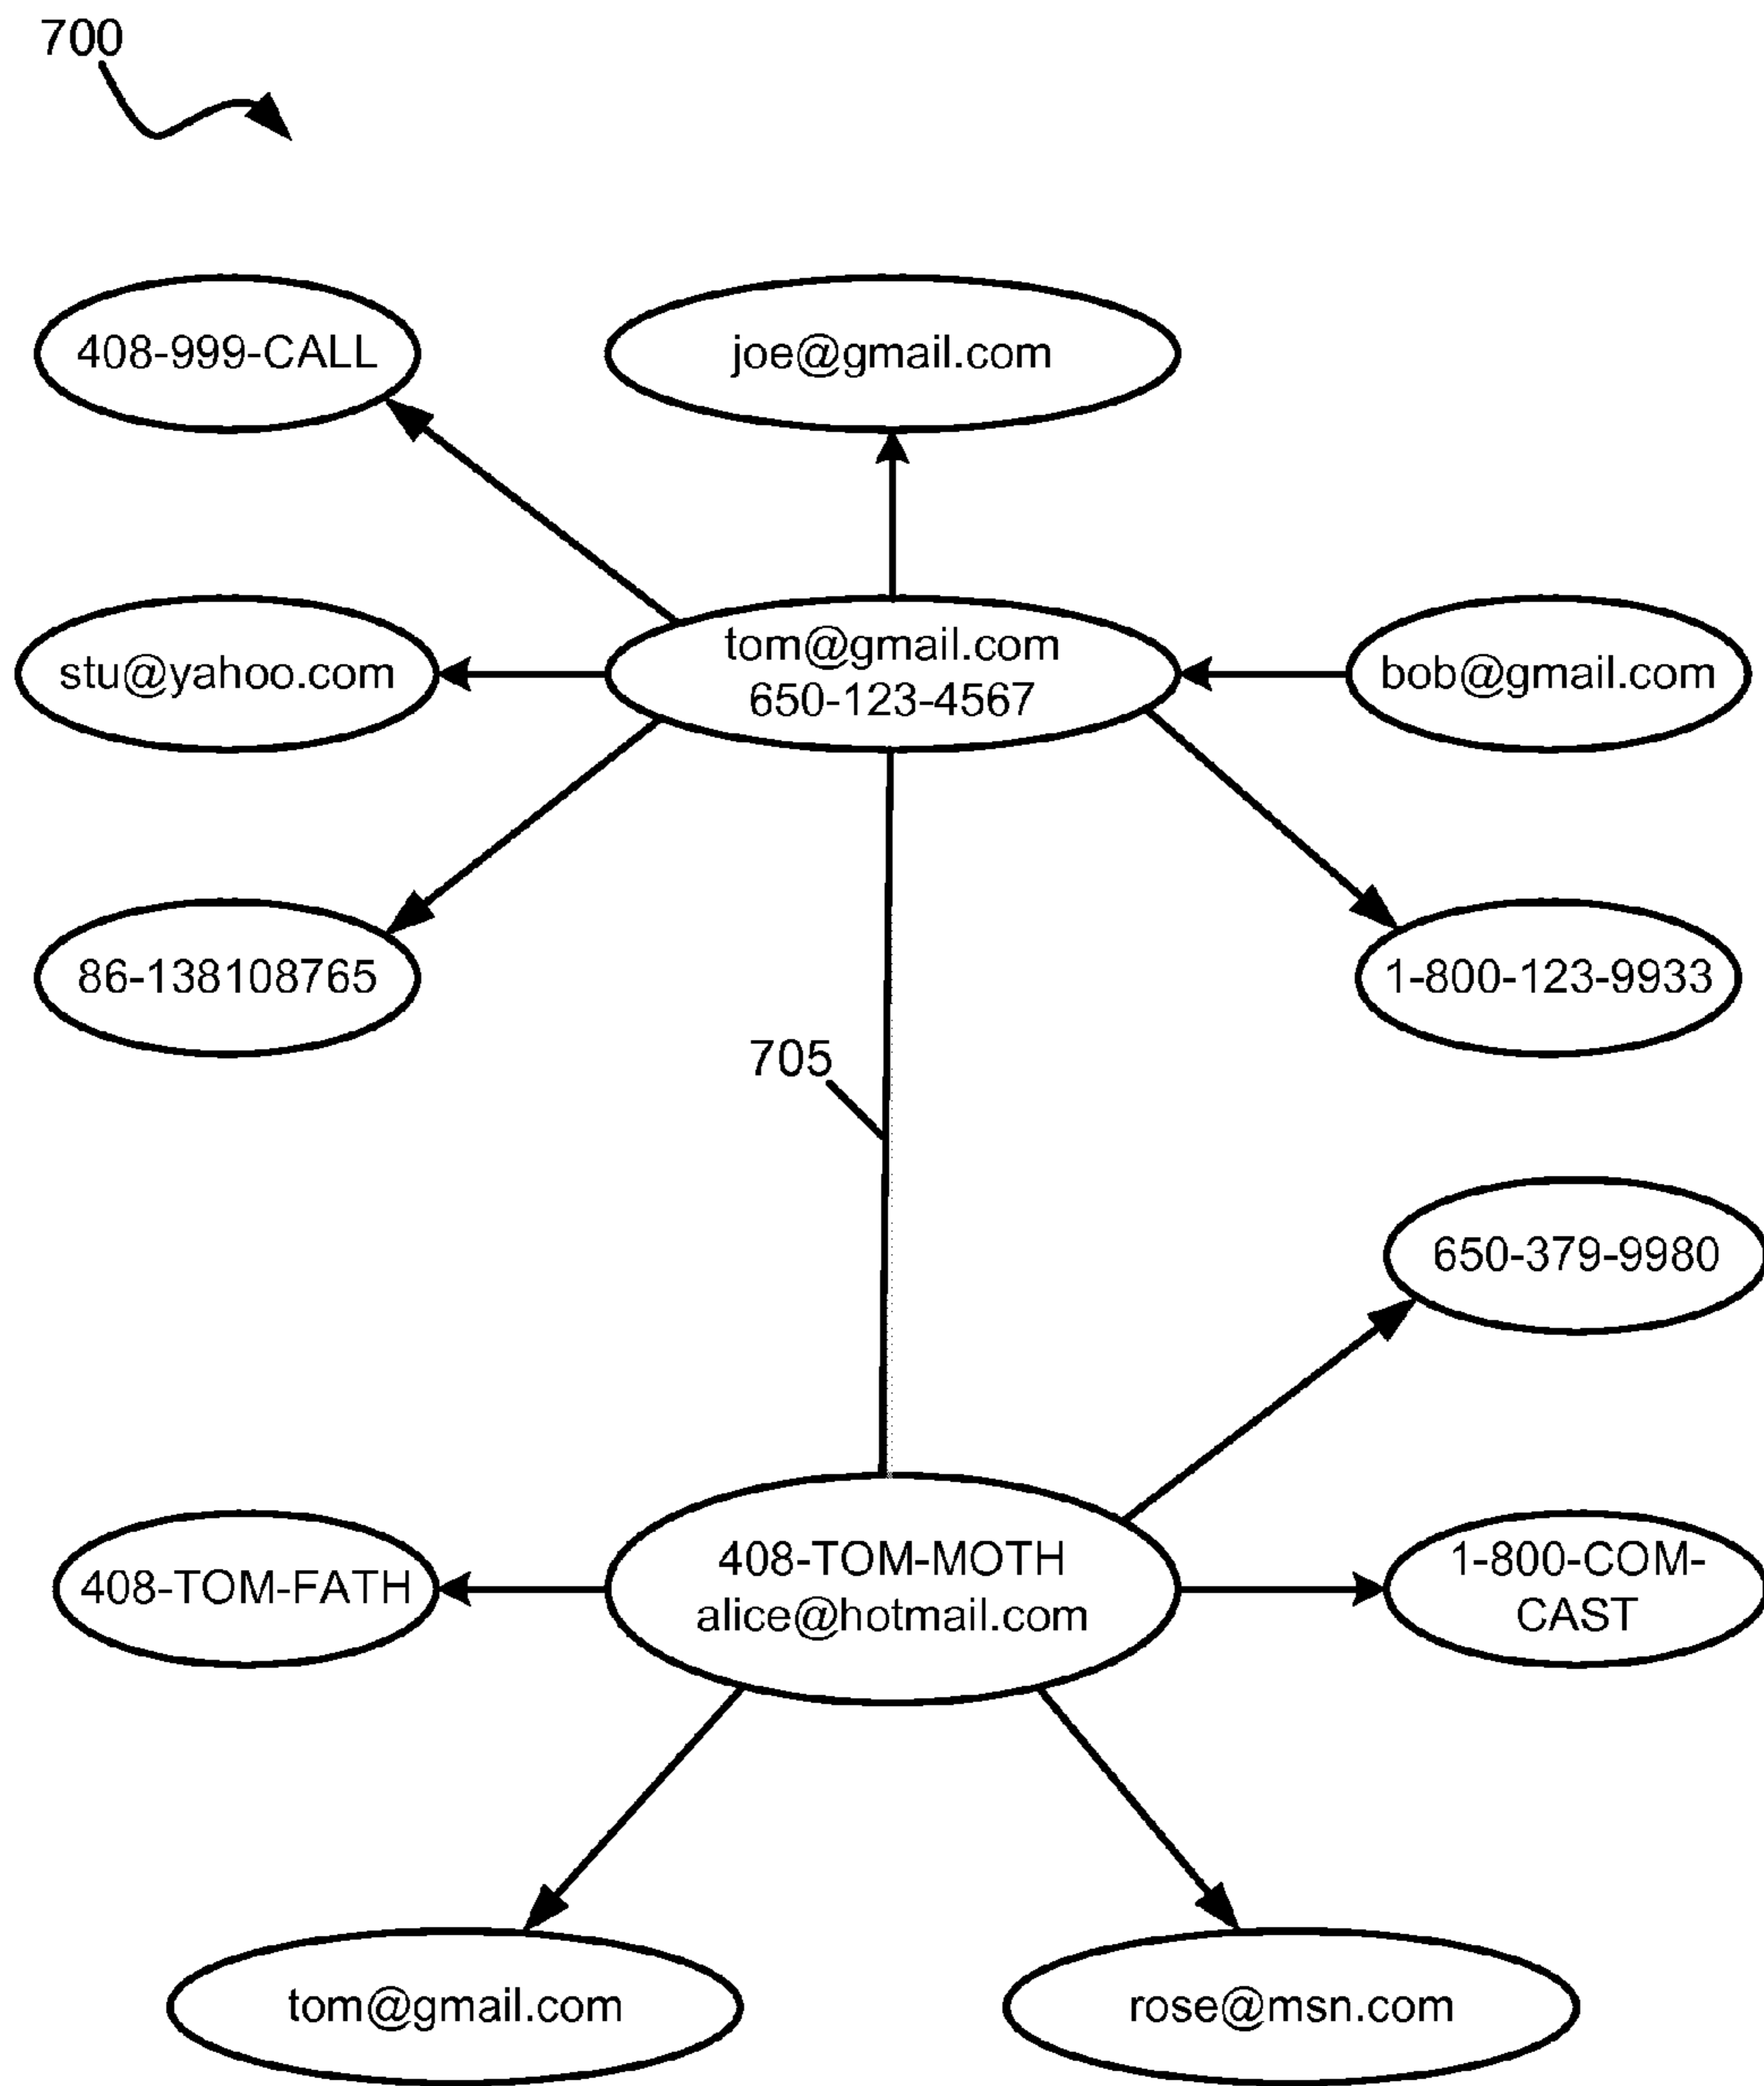 700
408-999-CALL
joe@gmail.com
tom@gmail.com
650-123-4567
stu@yahoo.com
bob@gmail.com
86-138108765
1-800-123-9933
705
650-379-9980
408-TOM-FATH
408-TOM-MOTH
alice@hotmail.com
1-800-COM-
CAST
tom@gmail.com
rose@msn.com